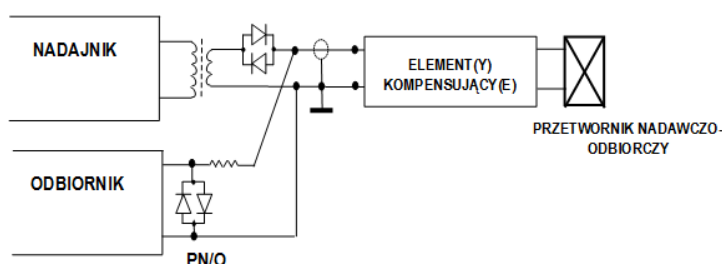 NADAJNIK
ELEMENT(Y)
KOMPENSUJĄCY(E)
PRZETWORNIK NADAWCZO-
ODBIORCZY
ODBIORNIK
PN/O